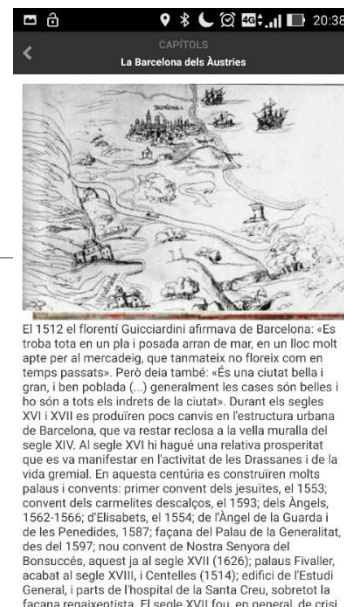 20:38
CAPÍTOLS
La Barcelona dels Àustries
El 1512 el florentí Guicciardini afirmava de Barcelona: «Es
troba tota en un pla i posada arran de mar, en un lloc molt
apte per al mercadeig, que tanmateix no floreix com en
temps passats». Però deia també: «És una ciutat bella i
gran, i ben poblada (...) generalment les cases són belles i
ho són a tots els indrets de la ciutat». Durant els segles
XVI i XVII es produïren pocs canvis en l'estructura urbana
de Barcelona, que va restar reclosa a la vella muralla del
segle XIV. Al segle XVI hi hagué una relativa prosperitat
que es va manifestar en l'activitat de les Drassanes i de la
vida gremial. En aquesta centúria es construïren molts
palaus i convents: primer convent dels jesuïtes, el 1553;
convent dels carmelites descalços, el 1593; dels Àngels,
1562-1566; d'Elisabets, el 1554; de l'Àngel de la Guarda i
de les Penedides, 1587; façana del Palau de la Generalitat,
des del 1597; nou convent de Nostra Senyora del
Bonsuccés, aquest ja al segle XVII (1626); palaus Fivaller,
acabat al segle XVIII, i Centelles (1514); edifici de l'Estudi
General, i parts de l'hospital de la Santa Creu, sobretot la
façana renaixentista. El segle XVII fou, en general, de crisi